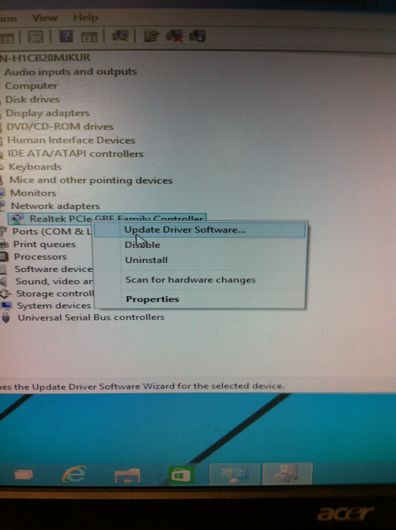 ion View Help
N-H1CB28MJKUR
Audio inputs and outputs
Computer
Disk drives
Display adapters
DVD/CD-ROM drives
Human Interface Devices
IDE ATA/ATAPI controllers
Keyboards
Mice and other pointing devices
Monitors
Network adapters
Realtek PCIe GBE Family Controller
Update Driver Software...
Disable
Uninstall
Scan for hardware changes
Properties
Ports (COM & L
Print queues
Processors
Software device
Sound, video an
Storage controll
System devices
Universal Serial Bus controllers
es the Update Driver Software Wizard for the selected device.
acer